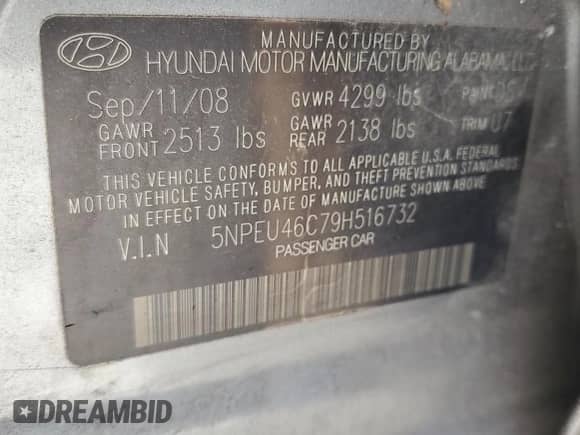 MANUFACTURED BY
HYUNDAI MOTOR MANUFACTURING ALABAMA, LLC
Sep/11/08 GVWR 4299 lbs PAINT
GAWR FRONT 2513 lbs GAWR REAR 2138 lbs TRIM U7
THIS VEHICLE CONFORMS TO ALL APPLICABLE U.S.A. FEDERAL
MOTOR VEHICLE SAFETY, BUMPER, AND THEFT PREVENTION STANDARDS
IN EFFECT ON THE DATE OF MANUFACTURE SHOWN ABOVE
V.I.N 5NPEU46C79H516732
PASSENGER CAR
DREAMBID